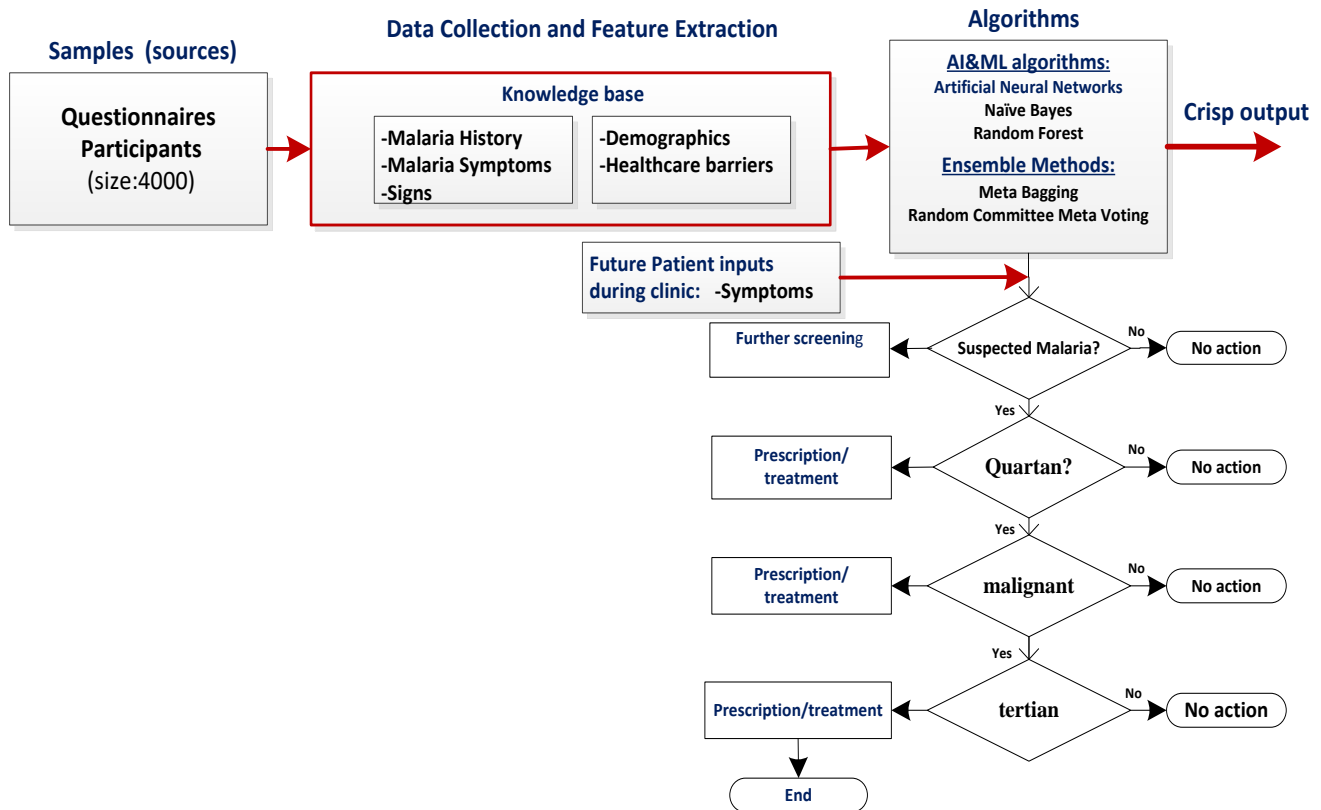 Samples (sources)
Data Collection and Feature Extraction
Algorithms
Questionnaires
Participants
(size:4000)
Knowledge base
-Malaria History
-Malaria Symptoms
-Signs
-Demographics
-Healthcare barriers
AI&ML algorithms:
Artificial Neural Networks
Naïve Bayes
Random Forest
Ensemble Methods:
Meta Bagging
Random Committee Meta Voting
Crisp output
Future Patient inputs
during clinic: -Symptoms
Further screening
Suspected Malaria?
No
No action
Yes
Prescription/
treatment
Quartan?
No
No action
Yes
Prescription/
treatment
malignant
No
No action
Yes
Prescription/treatment
tertian
No
No action
End